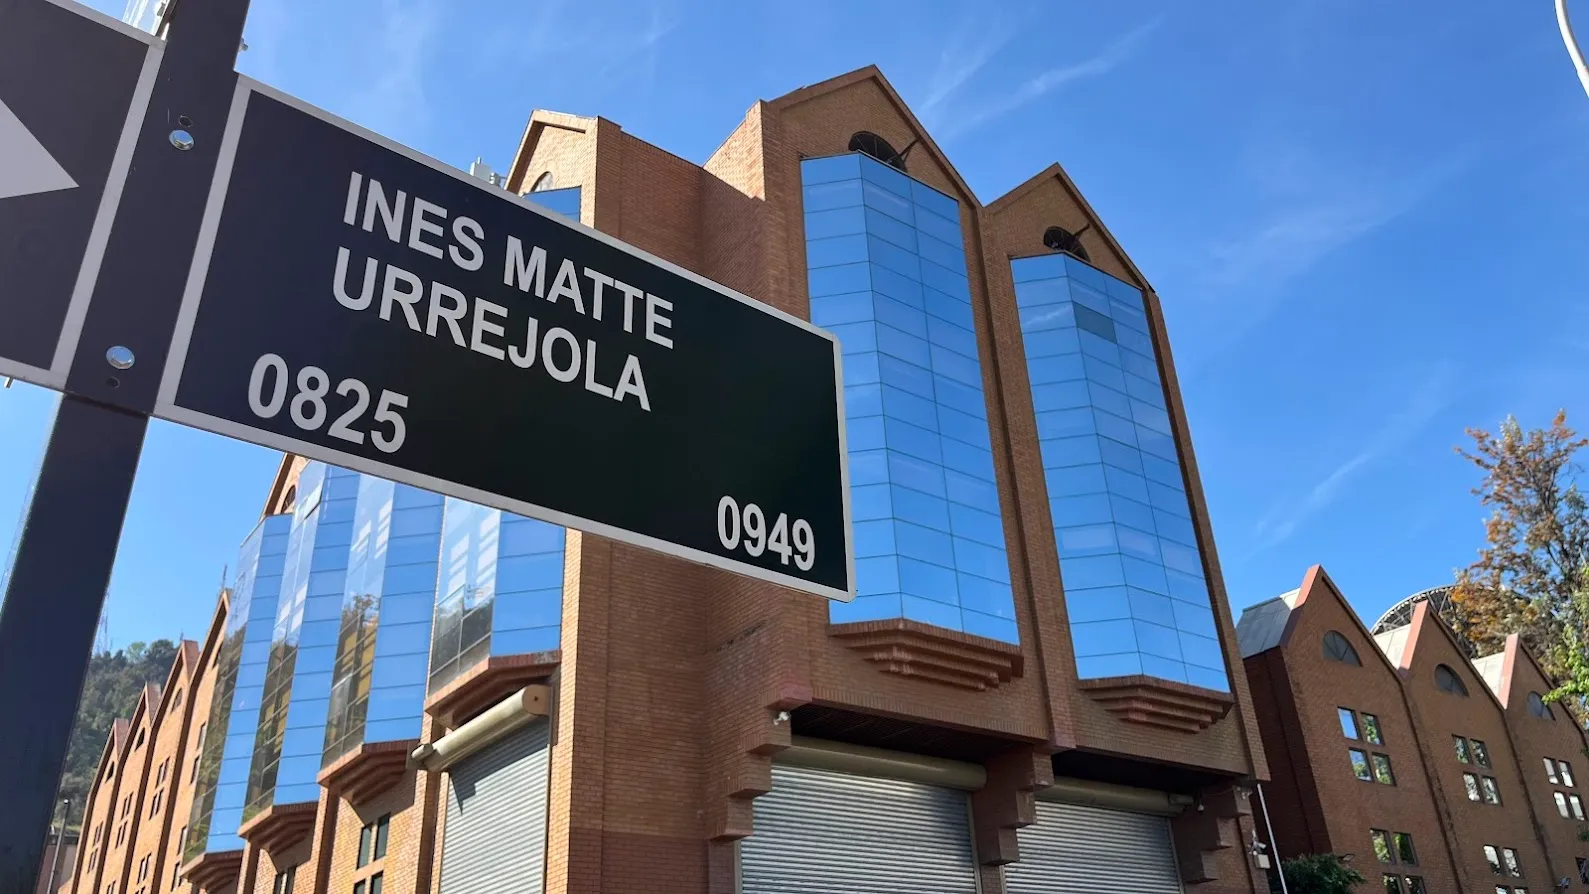 INES MATTE
URREJOLA
0825
0949